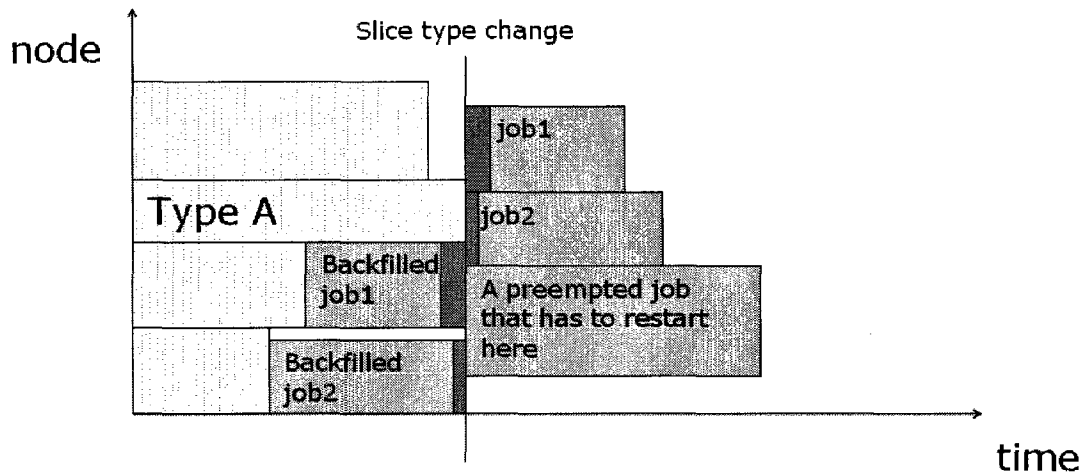 Slice type change
node
job1
Type A
job2
Backfilled
job1
A preempted job
that has to restart
here
Backfilled
job2
time